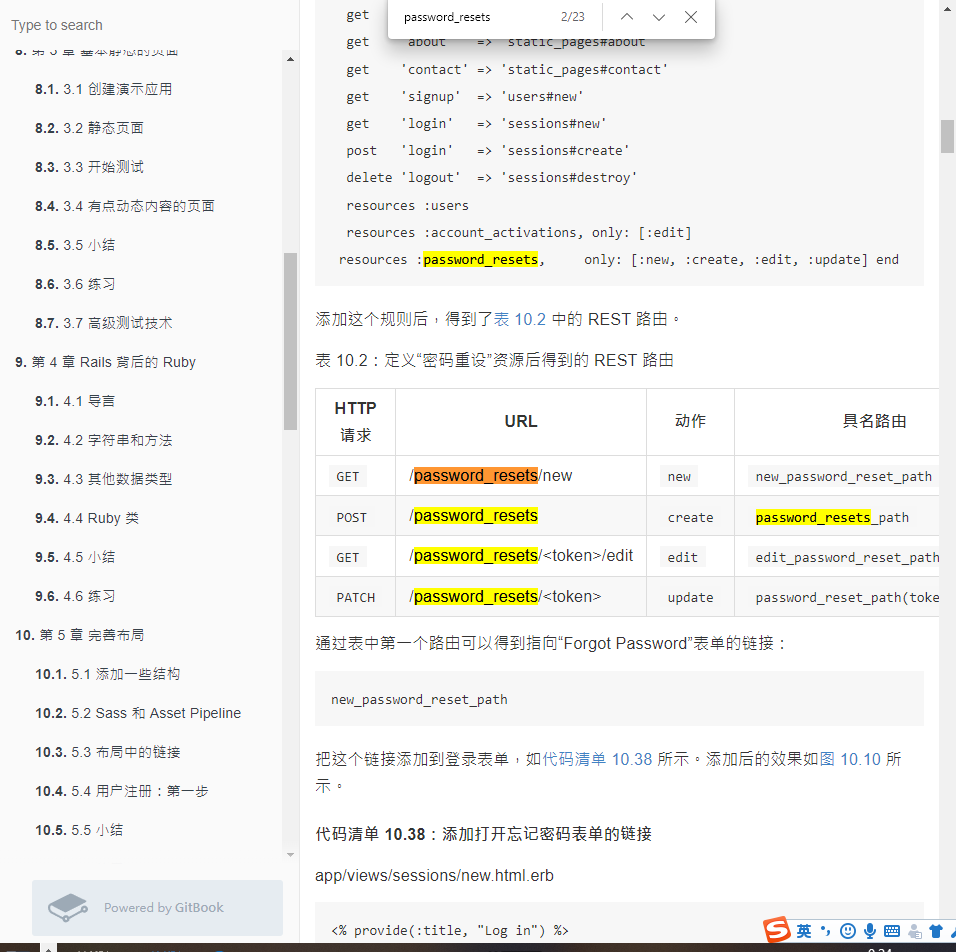 Type to search
8. 第 3 章 基本静态的页面
8.1. 3.1 创建演示应用
8.2. 3.2 静态页面
8.3. 3.3 开始测试
8.4. 3.4 有点动态内容的页面
8.5. 3.5 小结
8.6. 3.6 练习
8.7. 3.7 高级测试技术
9. 第 4 章 Rails 背后的 Ruby
9.1. 4.1 导言
9.2. 4.2 字符串和方法
9.3. 4.3 其他数据类型
9.4. 4.4 Ruby 类
9.5. 4.5 小结
9.6. 4.6 练习
10. 第 5 章 完善布局
10.1. 5.1 添加一些结构
10.2. 5.2 Sass 和 Asset Pipeline
10.3. 5.3 布局中的链接
10.4. 5.4 用户注册：第一步
10.5. 5.5 小结
Powered by GitBook
password_resets 2/23
get
get 'about' => 'static_pages#about'
get 'contact' => 'static_pages#contact'
get 'signup' => 'users#new'
get 'login' => 'sessions#new'
post 'login' => 'sessions#create'
delete 'logout' => 'sessions#destroy'
resources :users
resources :account_activations, only: [:edit]
resources :password_resets, only: [:new, :create, :edit, :update] end
添加这个规则后，得到了表 10.2 中的 REST 路由。
表 10.2：定义“密码重设”资源后得到的 REST 路由
HTTP 请求 URL 动作 具名路由
GET /password_resets/new new new_password_reset_path
POST /password_resets create password_resets_path
GET /password_resets/<token>/edit edit edit_password_reset_path
PATCH /password_resets/<token> update password_reset_path(toke
通过表中第一个路由可以得到指向“Forgot Password”表单的链接：
new_password_reset_path
把这个链接添加到登录表单，如代码清单 10.38 所示。添加后的效果如图 10.10 所
示。
代码清单 10.38：添加打开忘记密码表单的链接
app/views/sessions/new.html.erb
<% provide(:title, "Log in") %>
英